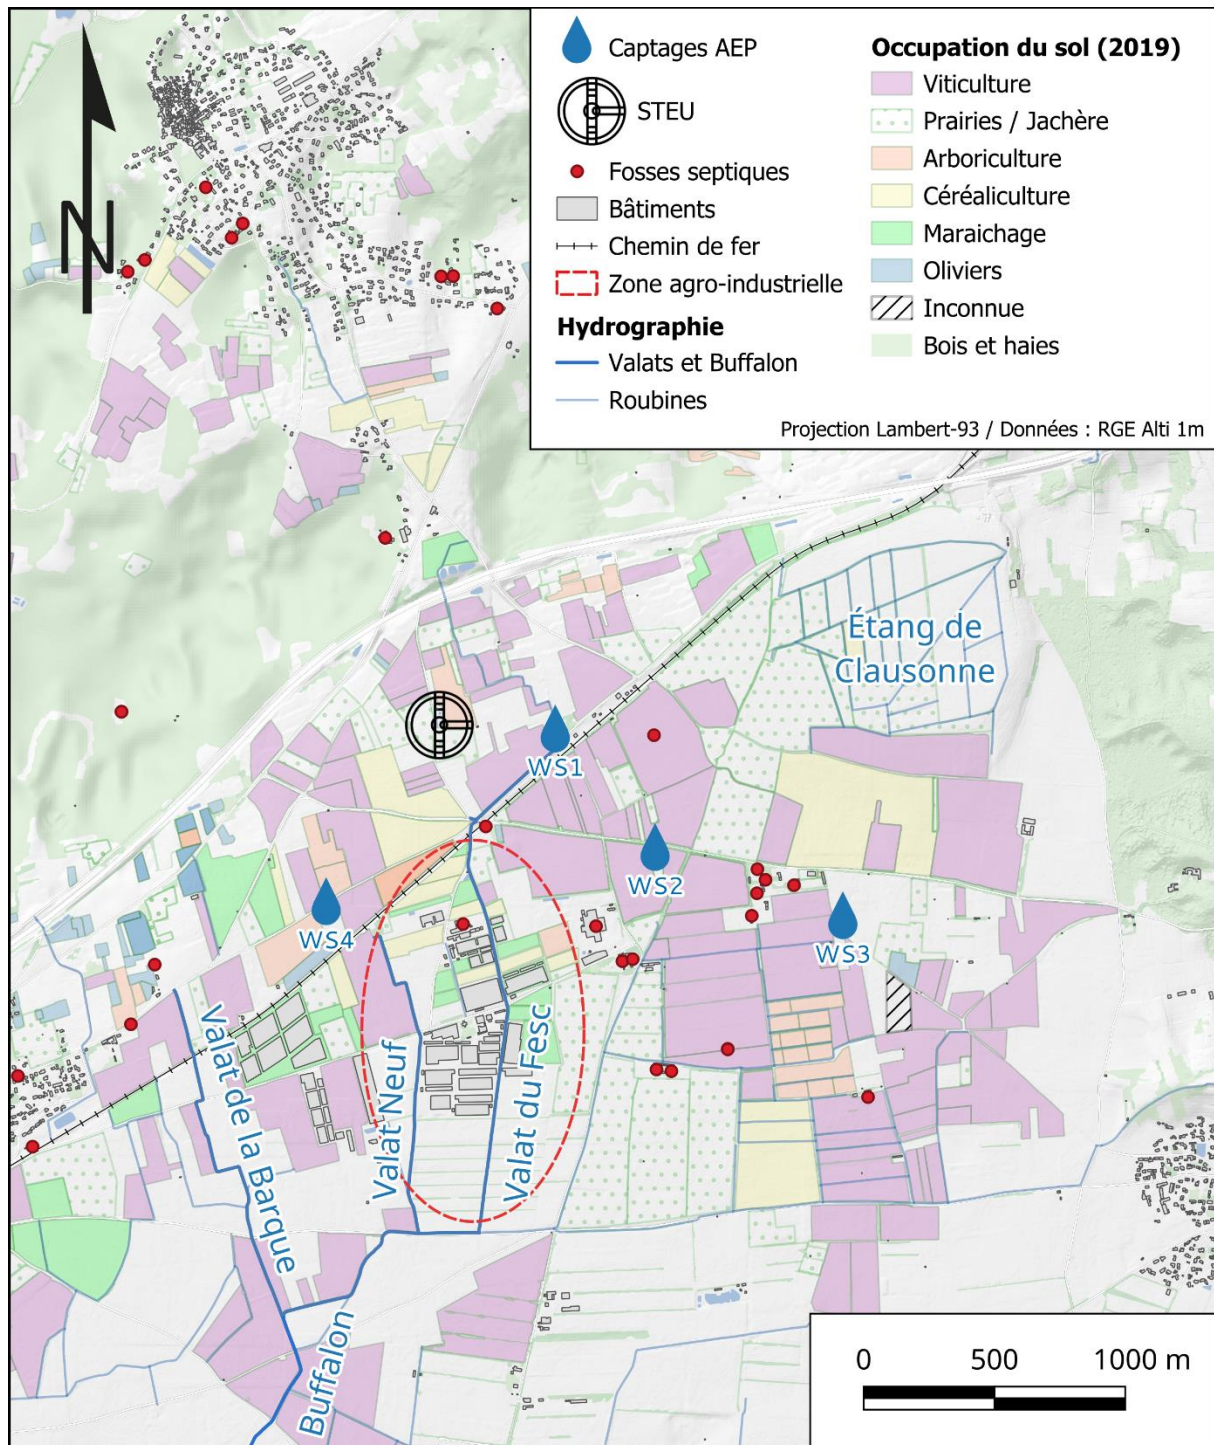 N
Captages AEP
STEU
Fosses septiques
Bâtiments
Chemin de fer
Zone agro-industrielle
Hydrographie
Valats et Buffalon
Roubines
Occupation du sol (2019)
Viticulture
Prairies / Jachère
Arboriculture
Céréaliculture
Maraichage
Oliviers
Inconnue
Bois et haies
Projection Lambert-93 / Données : RGE Alti 1m
Étang de
Clausonne
WS1
WS2
WS3
WS4
Valat de la Barque
Valat Neuf
Valat du Fesc
Buffalon
0 500 1000 m